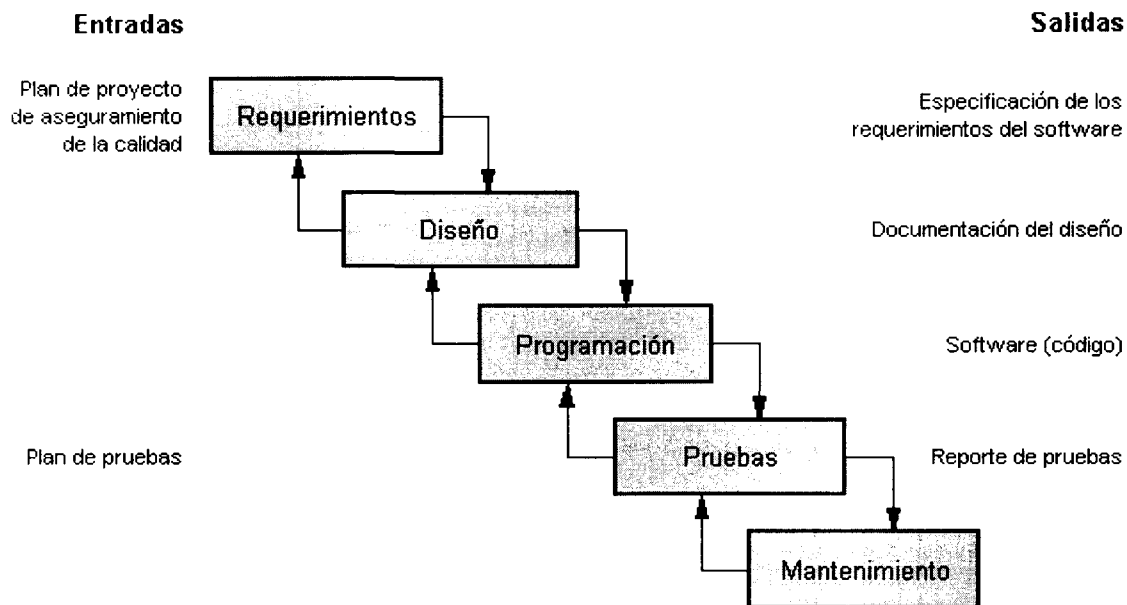 Entradas
Salidas
Plan de proyecto
de aseguramiento
de la calidad
Requerimientos
Especificación de los
requerimientos del software
Diseño
Documentación del diseño
Programación
Software (código)
Plan de pruebas
Pruebas
Reporte de pruebas
Mantenimiento